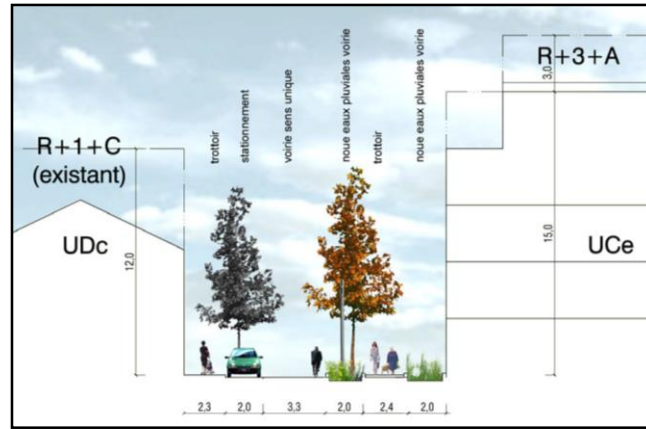 R+1+C
(existant)
UDc
12,0
trottoir
stationnement
voirie sens unique
noue eaux pluviales voirie
trottoir
noue eaux pluviales voirie
R+3+A
3,0
15,0
UCe
2,3
2,0
3,3
2,0
2,4
2,0